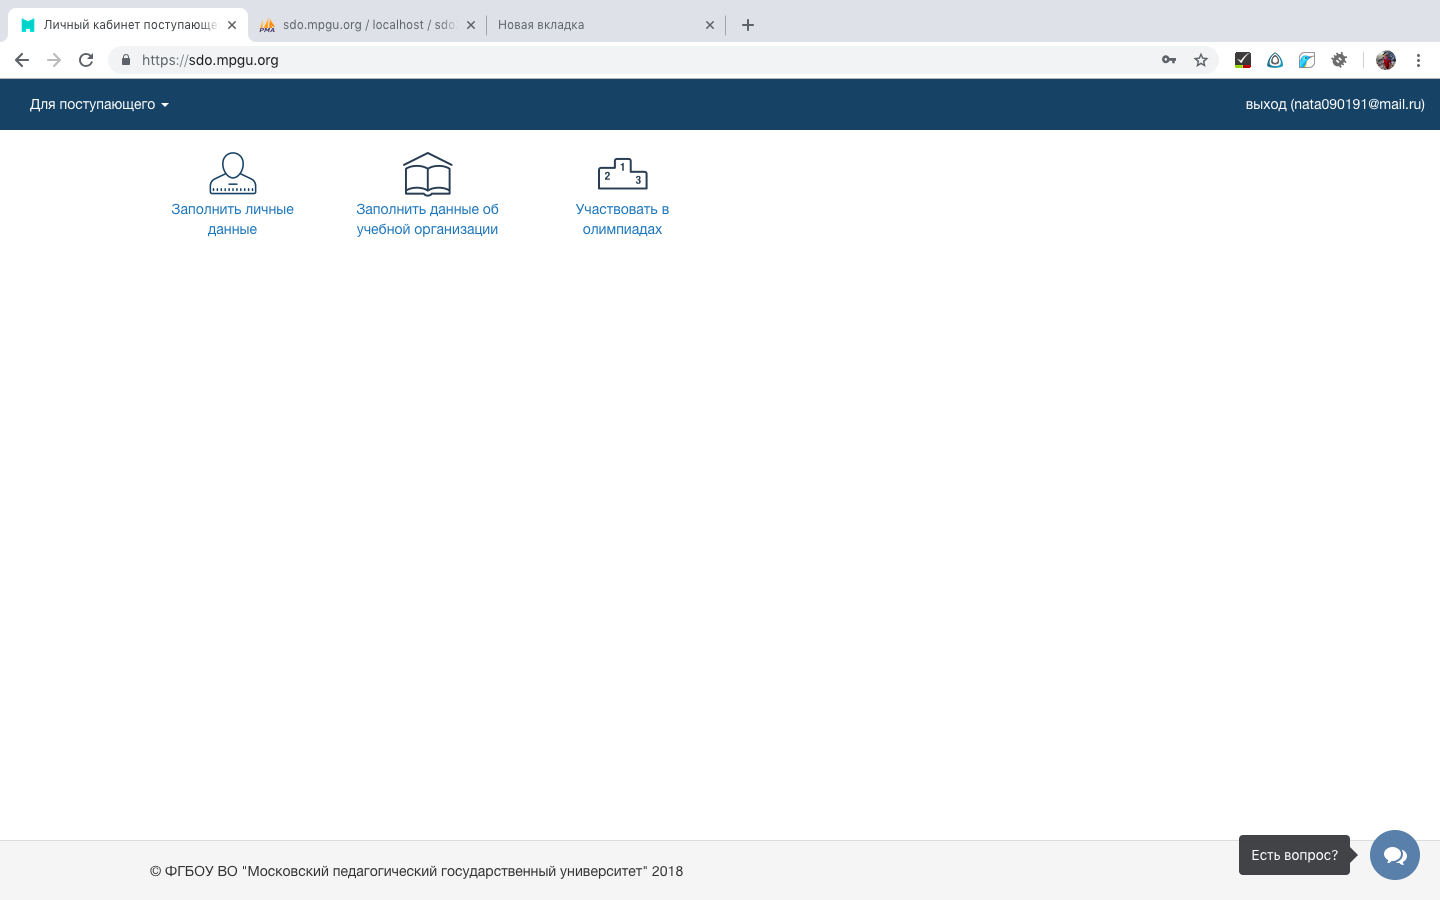 Личный кабинет поступающе
sdo.mpgu.org / localhost / sdo
Новая вкладка
https://sdo.mpgu.org
Для поступающего
выход (nata090191@mail.ru)
2 1 3
Заполнить личные
данные
Заполнить данные об
учебной организации
Участвовать в
олимпиадах
Есть вопрос?
© ФГБОУ ВО "Московский педагогический государственный университет" 2018